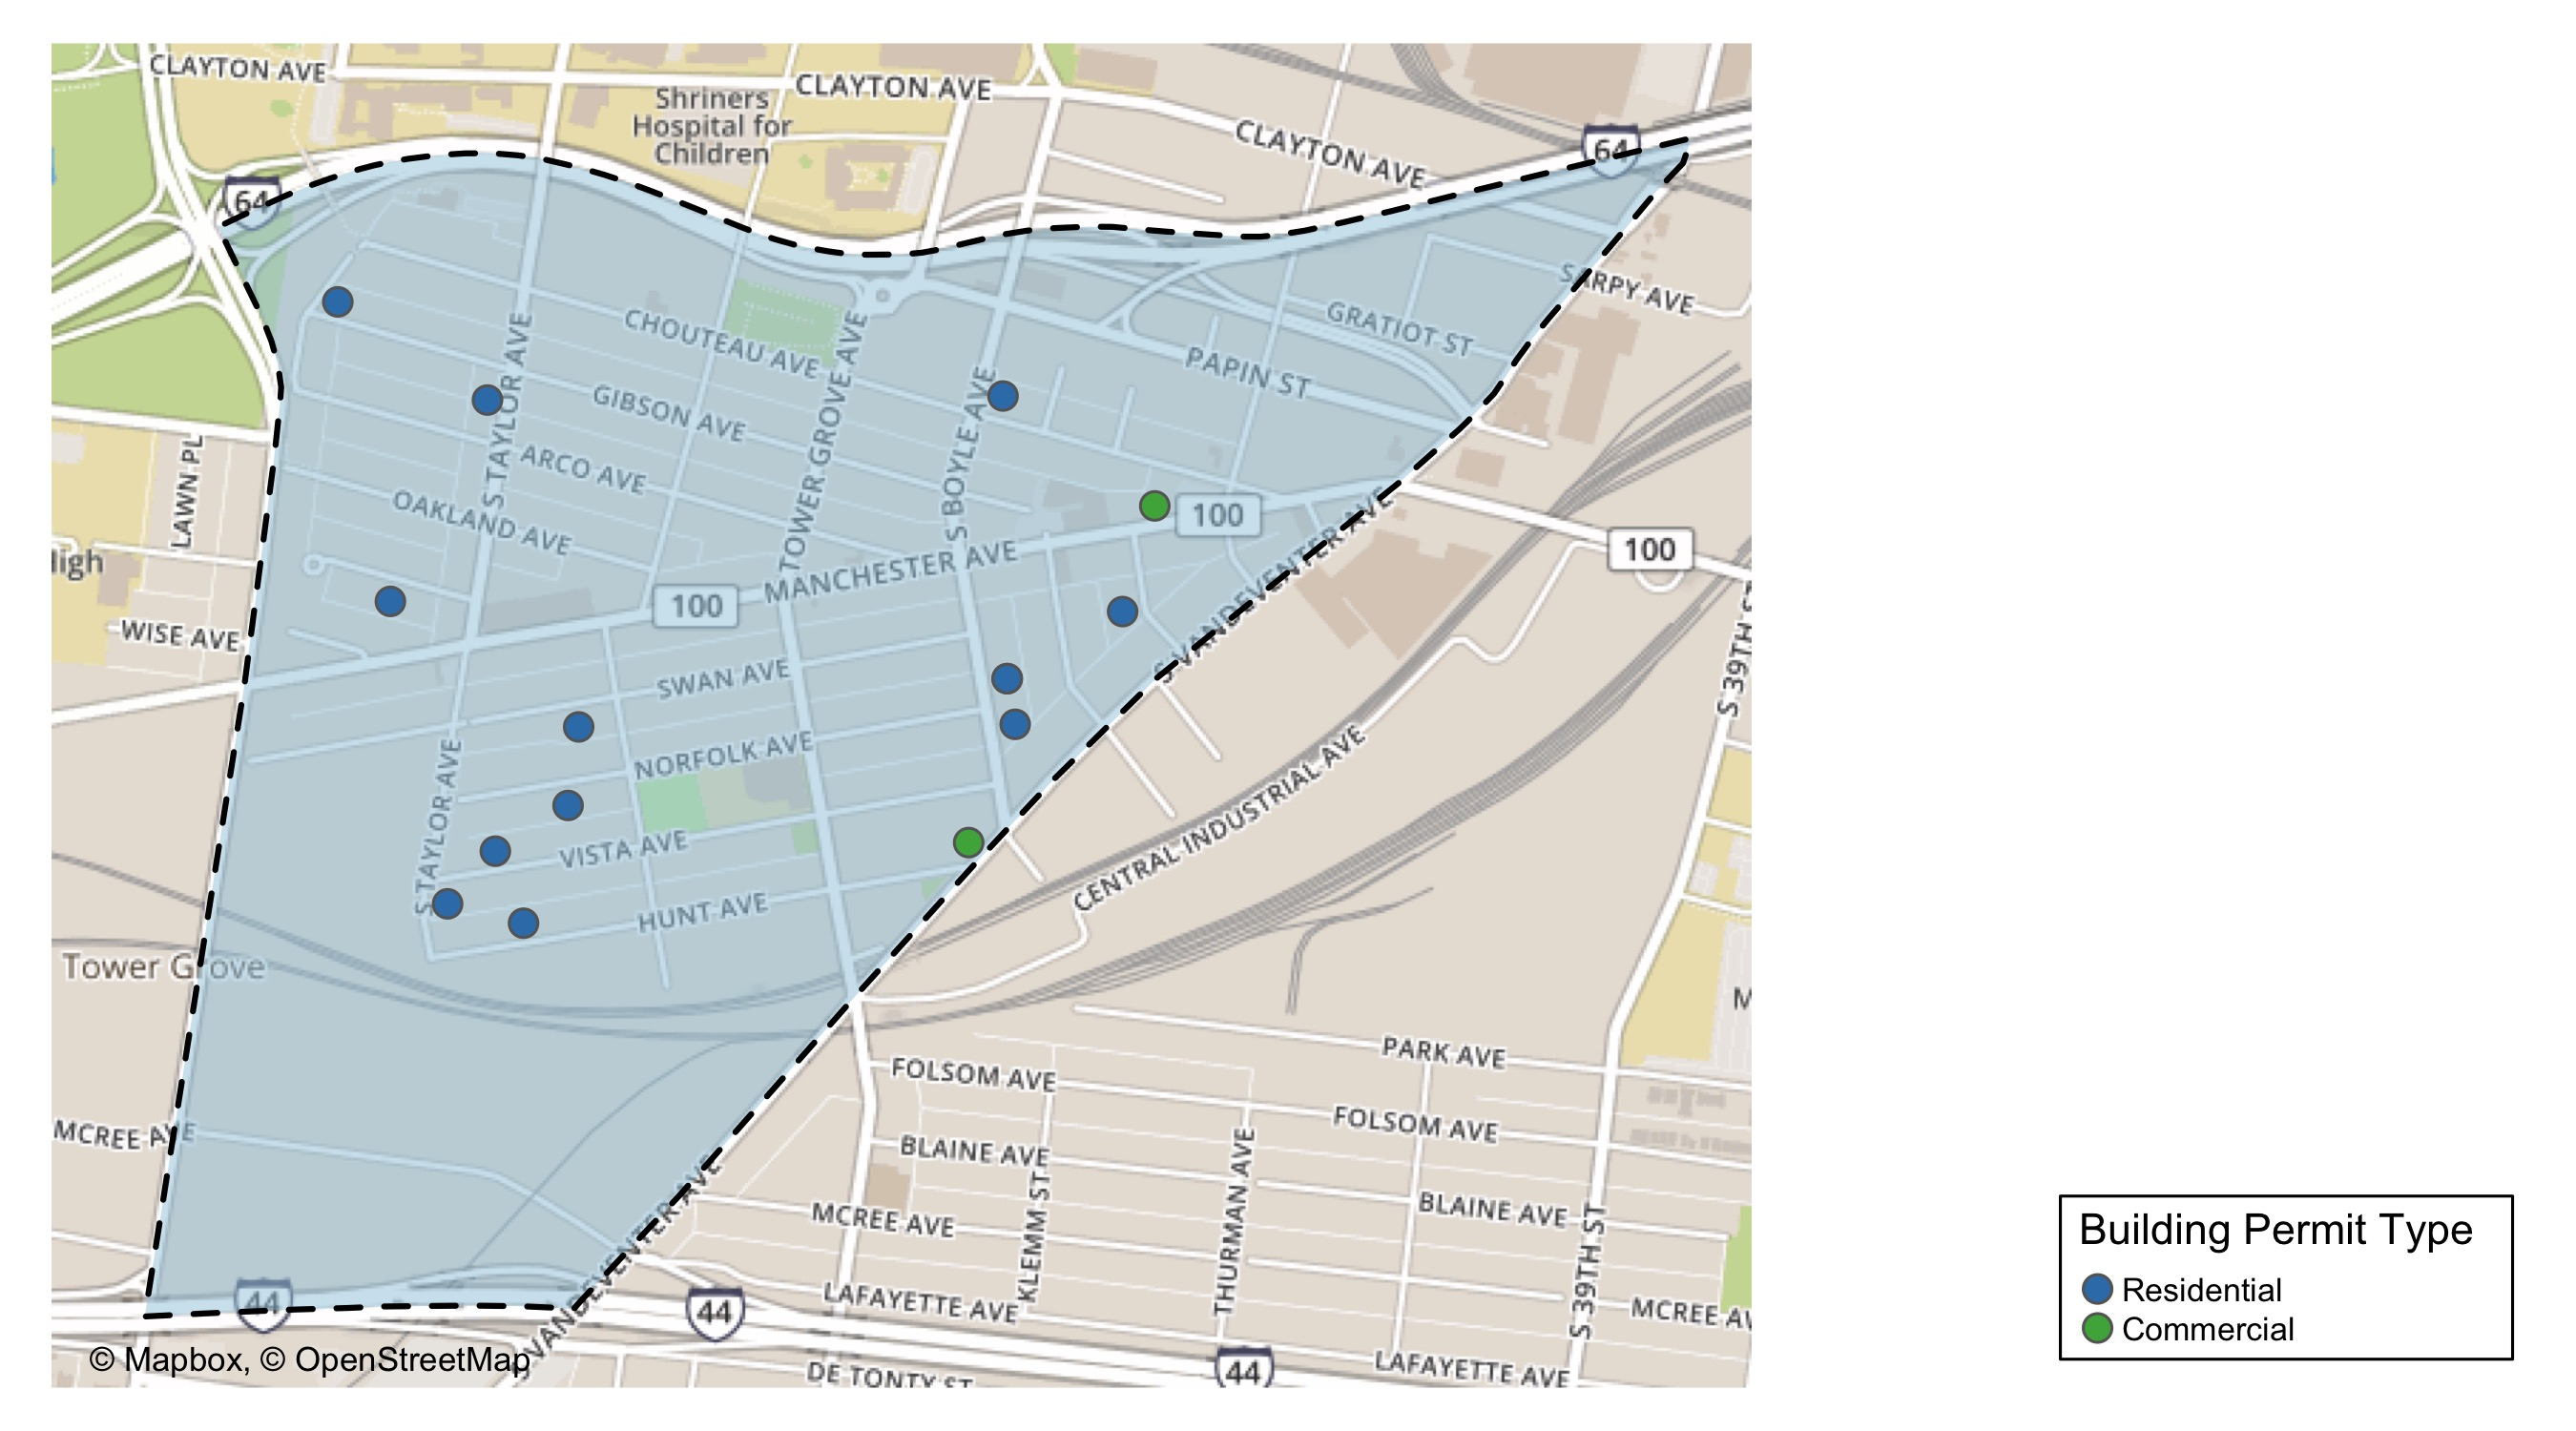 CLAYTON AVE
CLAYTON AVE
Shriners
Hospital for
Children
CLAYTON AVE
64
64
SARPY AVE
GRATIOT ST
CHOUTEAU AVE
PAPIN ST
S TAYLOR AVE
GIBSON AVE
TOWER GROVE AVE
S BOYLE AVE
ARCO AVE
LAWN PL
OAKLAND AVE
100
100
MANCHESTER AVE
100
S VANDEVENTER AVE
WISE AVE
SWAN AVE
S 39TH ST
NORFOLK AVE
S TAYLOR AVE
CENTRAL INDUSTRIAL AVE
VISTA AVE
HUNT AVE
Tower Grove
PARK AVE
FOLSOM AVE
FOLSOM AVE
MCREE AVE
BLAINE AVE
BLAINE AVE
MCREE AVE
KLEMM ST
THURMAN AVE
S 39TH ST
S VANDEVENTER AVE
44
44
LAFAYETTE AVE
MCREE AV
44
LAFAYETTE AVE
DE TONTY ST
© Mapbox, © OpenStreetMap
Building Permit Type
Residential
Commercial